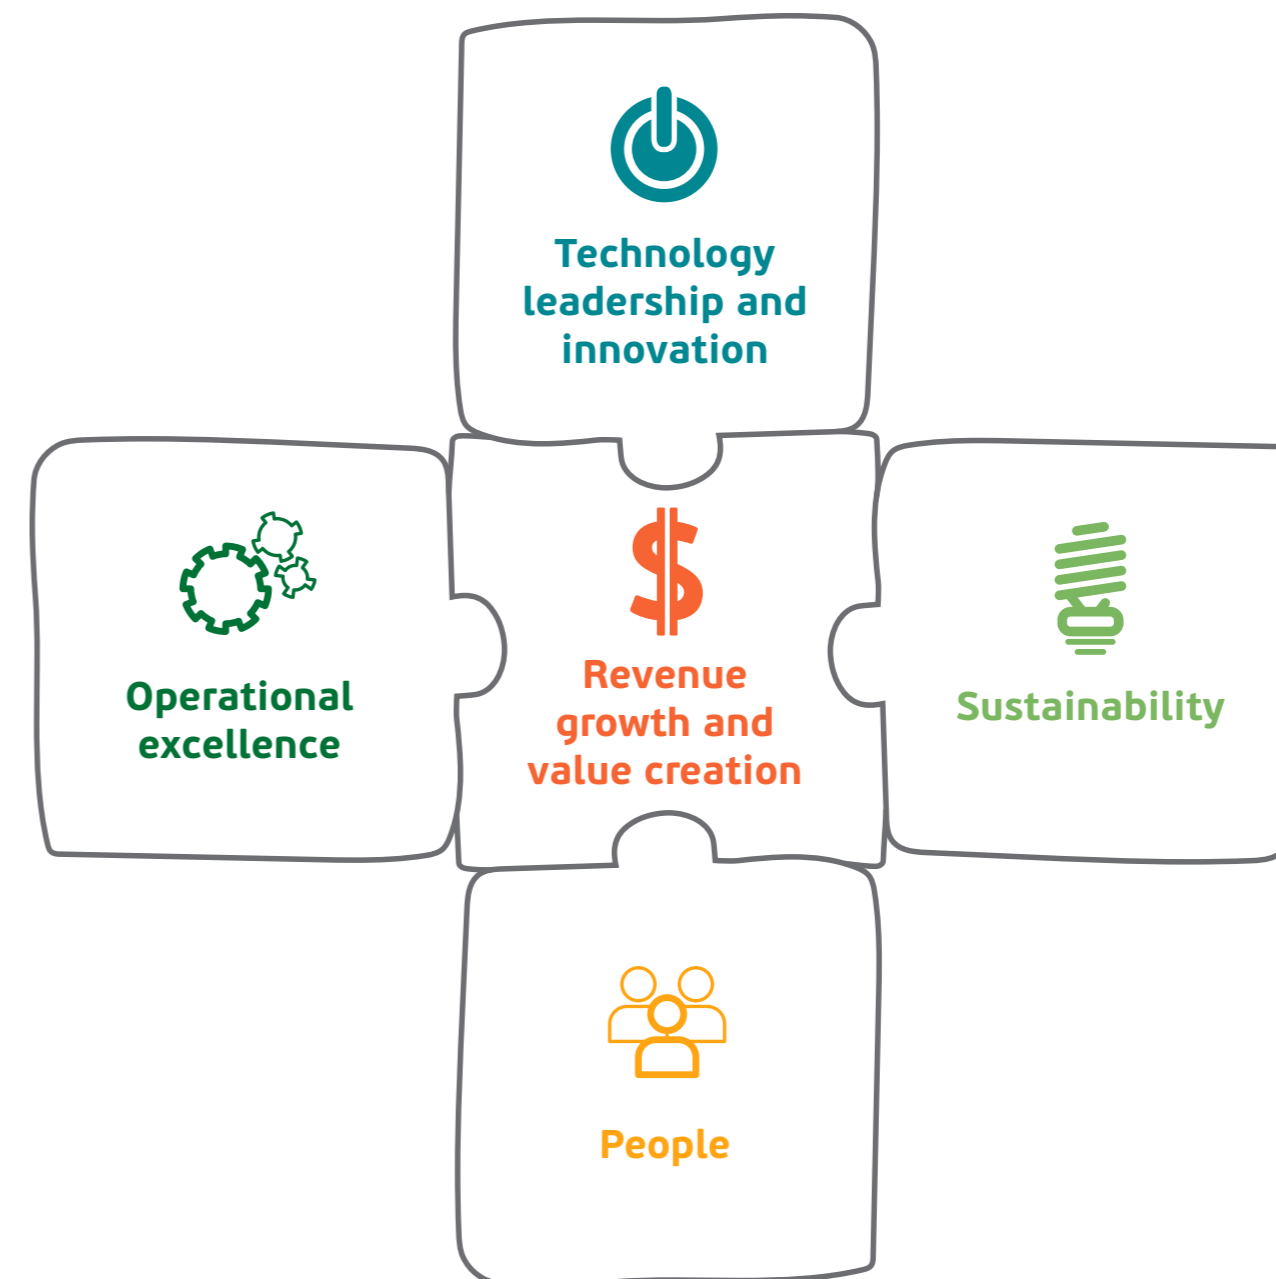 Technology
leadership and
innovation
Operational
excellence
$
Revenue
growth and
value creation
Sustainability
People